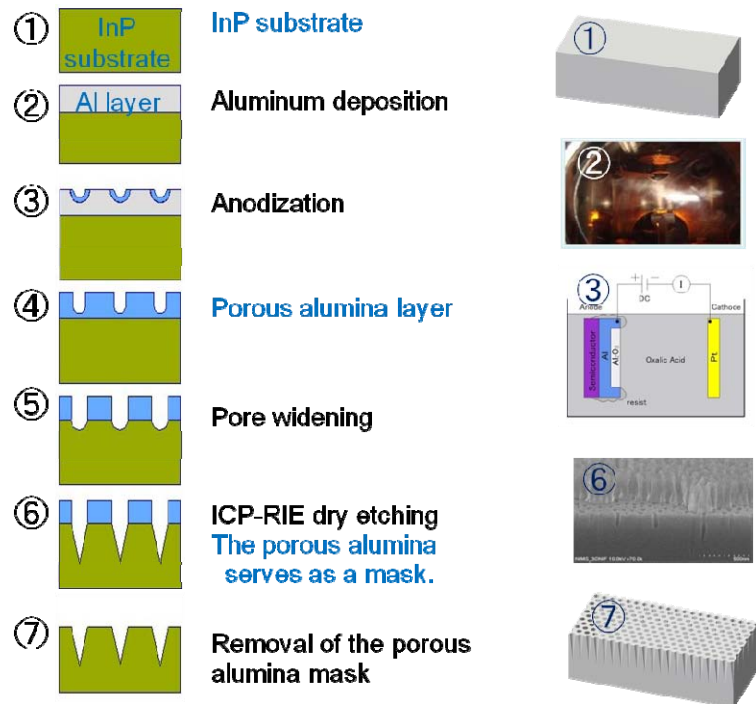 ① InP substrate InP substrate
② Al layer Aluminum deposition
③ Anodization
④ Porous alumina layer
⑤ Pore widening
⑥ ICP-RIE dry etching
The porous alumina
serves as a mask.
⑦ Removal of the porous
alumina mask
①
②
③
+ −
I
DC
Anode
Cathode
Semiconductor
Al
Al₂O₃
Oxalic Acid
Pt
resist
⑥
⑦